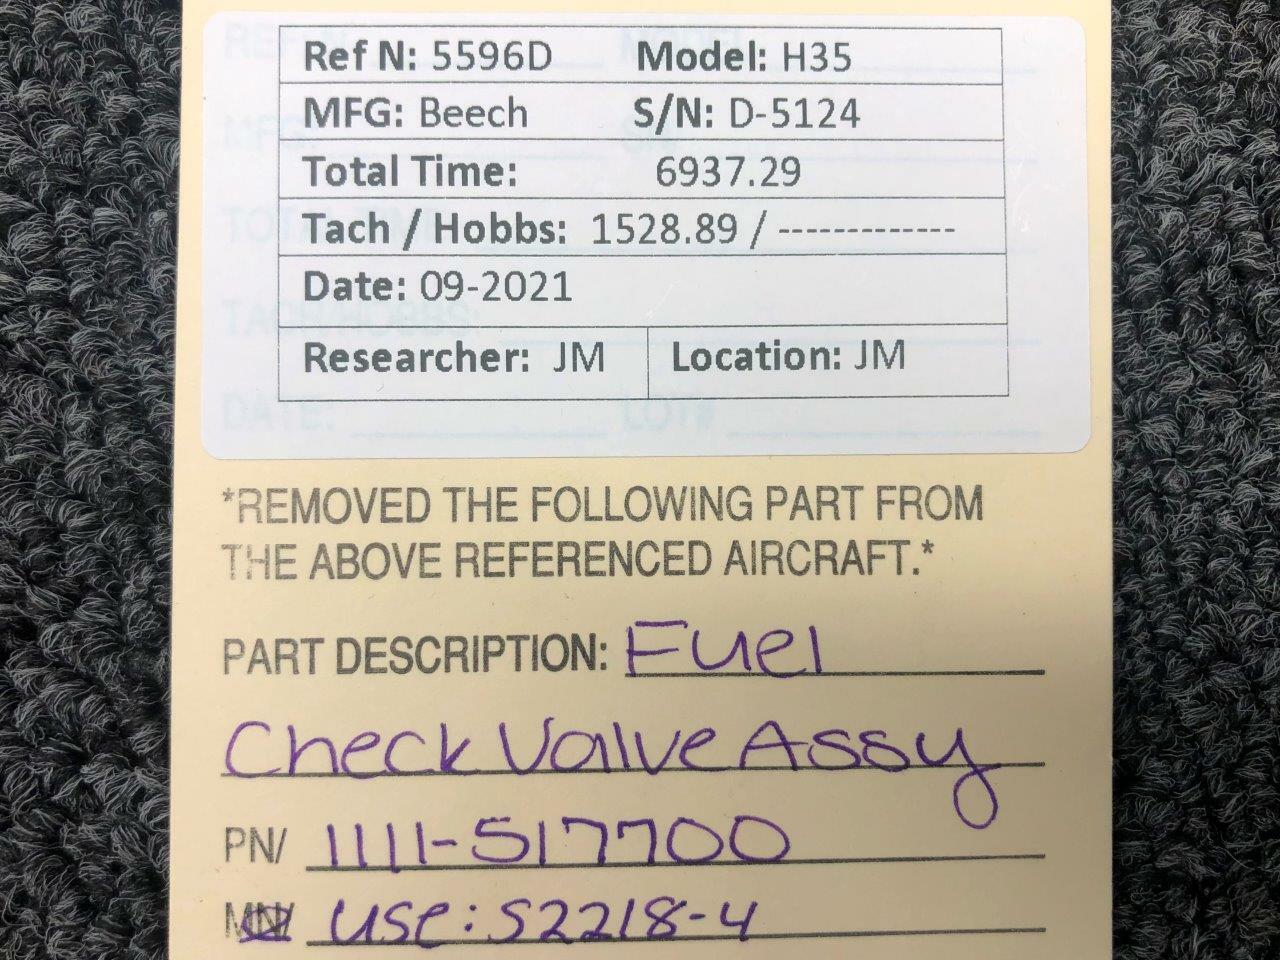 Ref N: 5596D Model: H35
MFG: Beech S/N: D-5124
Total Time: 6937.29
Tach / Hobbs: 1528.89 / -------------
Date: 09-2021
Researcher: JM Location: JM
*REMOVED THE FOLLOWING PART FROM
THE ABOVE REFERENCED AIRCRAFT.*
PART DESCRIPTION: Fuel
Check Valve Assy
PN/ 1111-517700
use: S2218-4